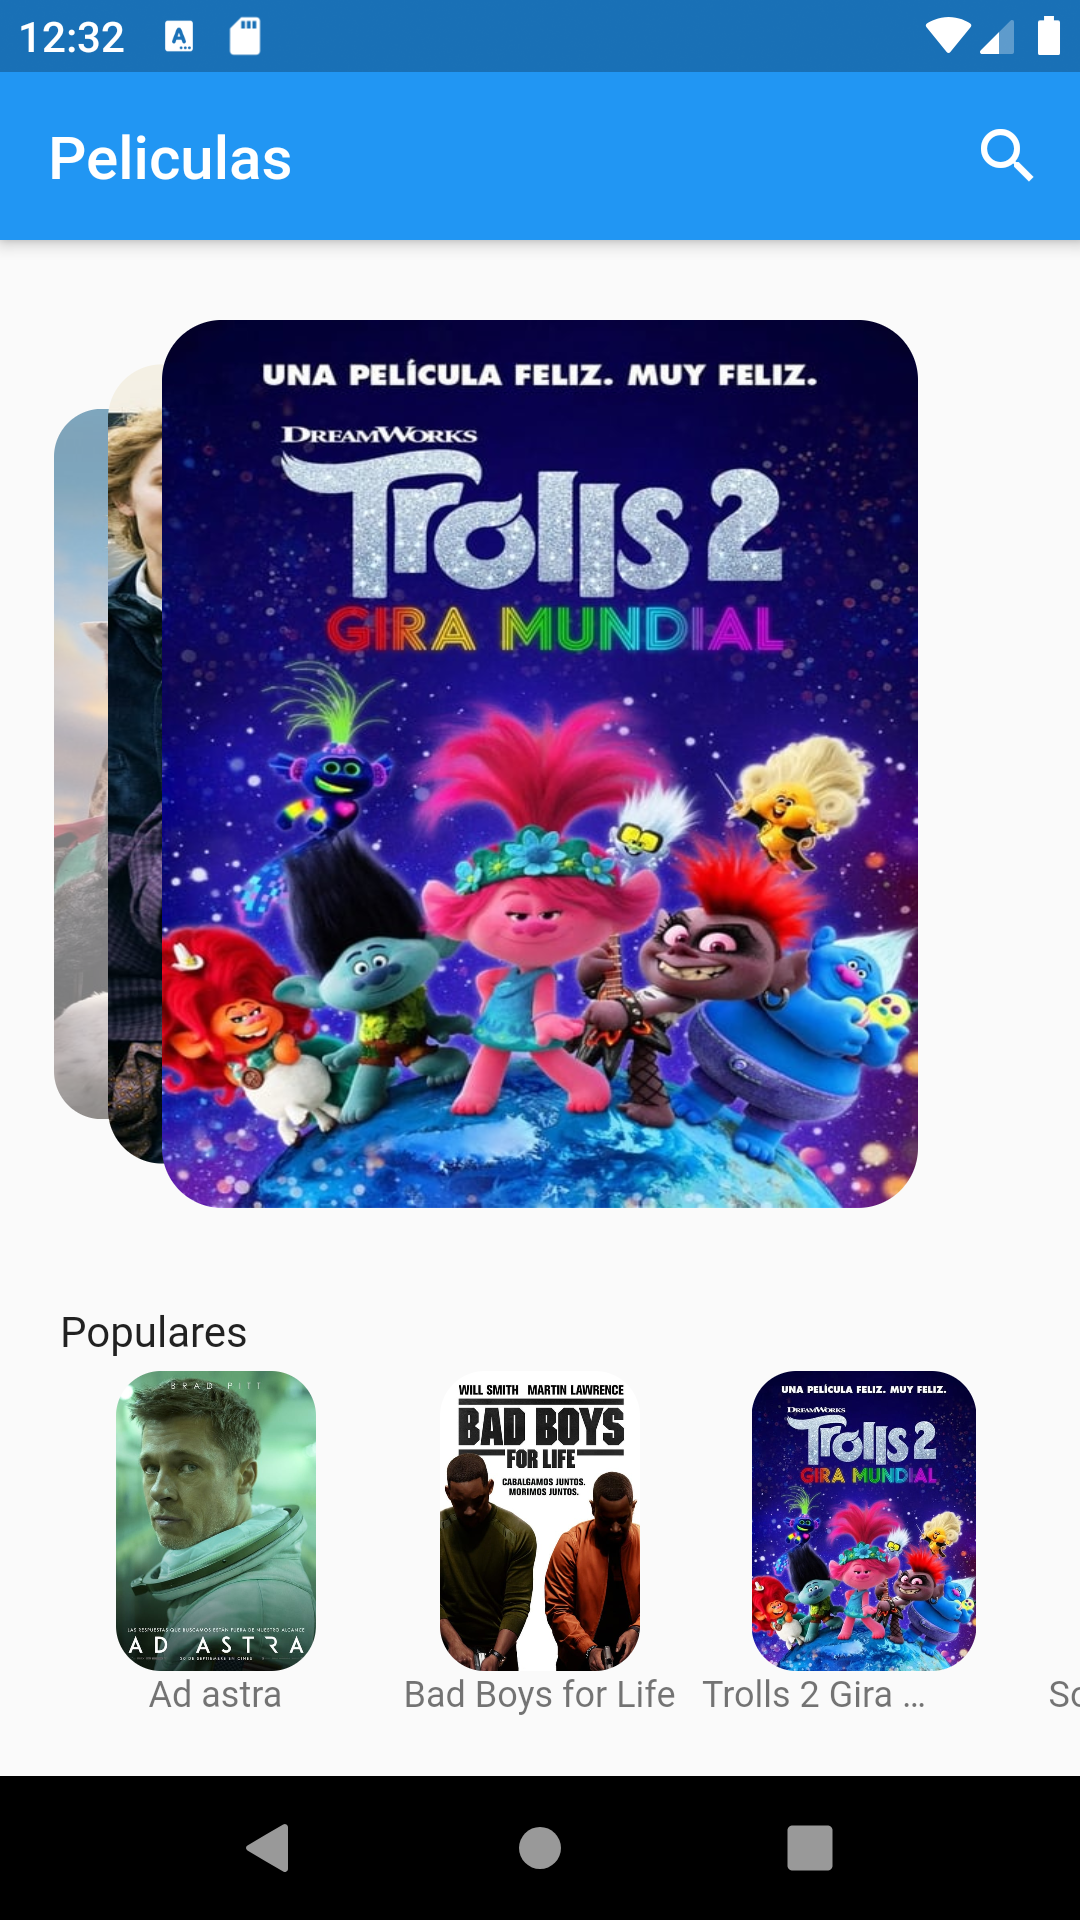 12:32
Peliculas
UNA PELÍCULA FELIZ. MUY FELIZ.
DREAMWORKS
Trolls 2
GIRA MUNDIAL
Populares
BRAD PITT
LAS RESPUESTAS QUE BUSCAMOS ESTÁN FUERA DE NUESTRO ALCANCE
AD ASTRA
20 DE SEPTIEMBRE EN CINES
WILL SMITH MARTIN LAWRENCE
BAD BOYS
FOR LIFE
CABALGAMOS JUNTOS.
MORIMOS JUNTOS.
UNA PELÍCULA FELIZ. MUY FELIZ.
DREAMWORKS
Trolls 2
GIRA MUNDIAL
Ad astra
Bad Boys for Life
Trolls 2 Gira ...